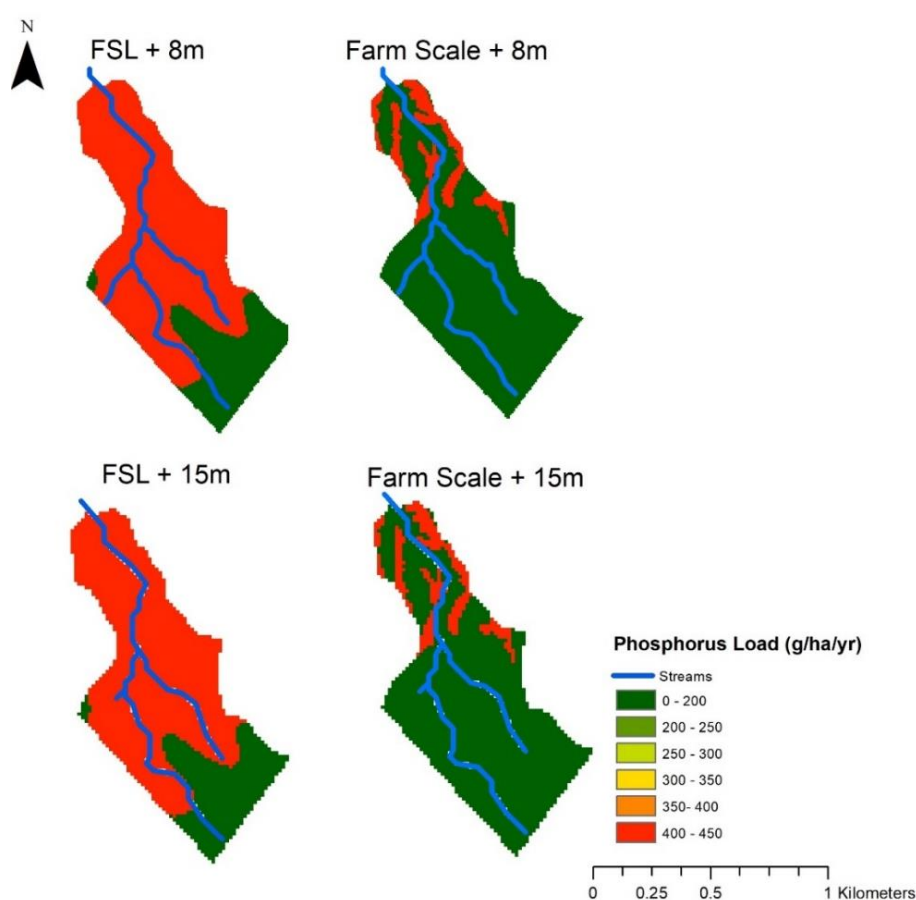 N
FSL + 8m
Farm Scale + 8m
FSL + 15m
Farm Scale + 15m
Phosphorus Load (g/ha/yr)
Streams
0 - 200
200 - 250
250 - 300
300 - 350
350- 400
400 - 450
0 0.25 0.5 1 Kilometers